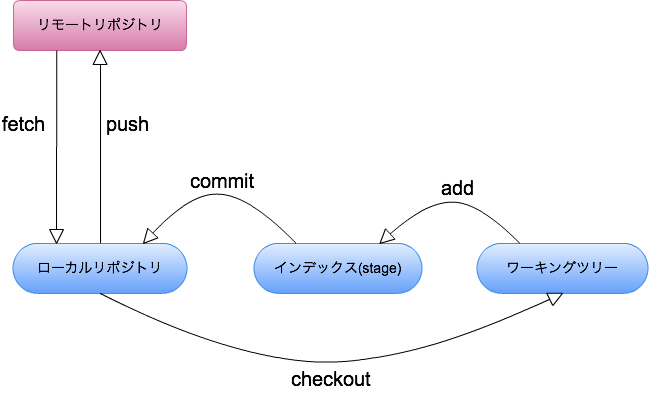 リモートリポジトリ
fetch
push
commit
add
ローカルリポジトリ
インデックス(stage)
ワーキングツリー
checkout